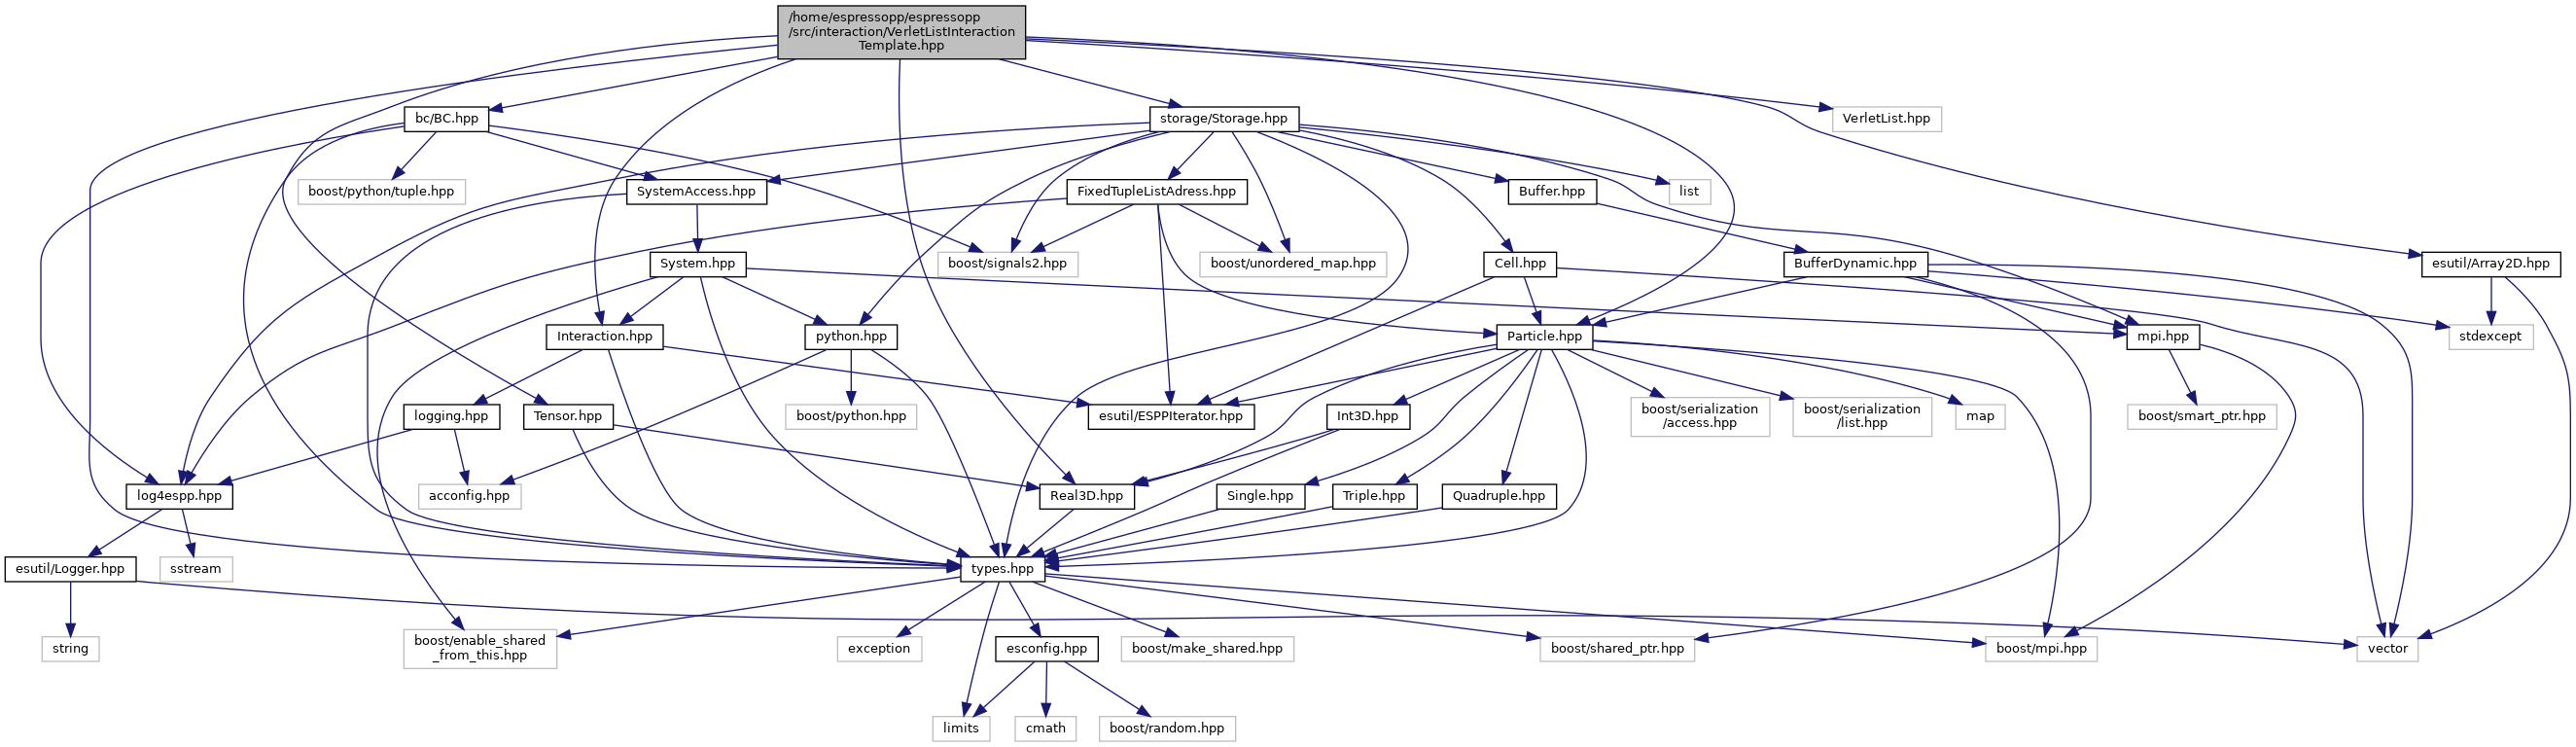 /home/espressopp/espressopp
/src/interaction/VerletListInteraction
Template.hpp
bc/BC.hpp
storage/Storage.hpp
VerletList.hpp
boost/python/tuple.hpp
SystemAccess.hpp
FixedTupleListAdress.hpp
Buffer.hpp
list
System.hpp
boost/signals2.hpp
boost/unordered_map.hpp
Cell.hpp
BufferDynamic.hpp
esutil/Array2D.hpp
Interaction.hpp
python.hpp
Particle.hpp
mpi.hpp
stdexcept
logging.hpp
Tensor.hpp
boost/python.hpp
esutil/ESPPIterator.hpp
Int3D.hpp
boost/serialization
/access.hpp
boost/serialization
/list.hpp
map
boost/smart_ptr.hpp
log4espp.hpp
acconfig.hpp
Real3D.hpp
Single.hpp
Triple.hpp
Quadruple.hpp
esutil/Logger.hpp
sstream
types.hpp
string
boost/enable_shared
_from_this.hpp
exception
esconfig.hpp
boost/make_shared.hpp
boost/shared_ptr.hpp
boost/mpi.hpp
vector
limits
cmath
boost/random.hpp